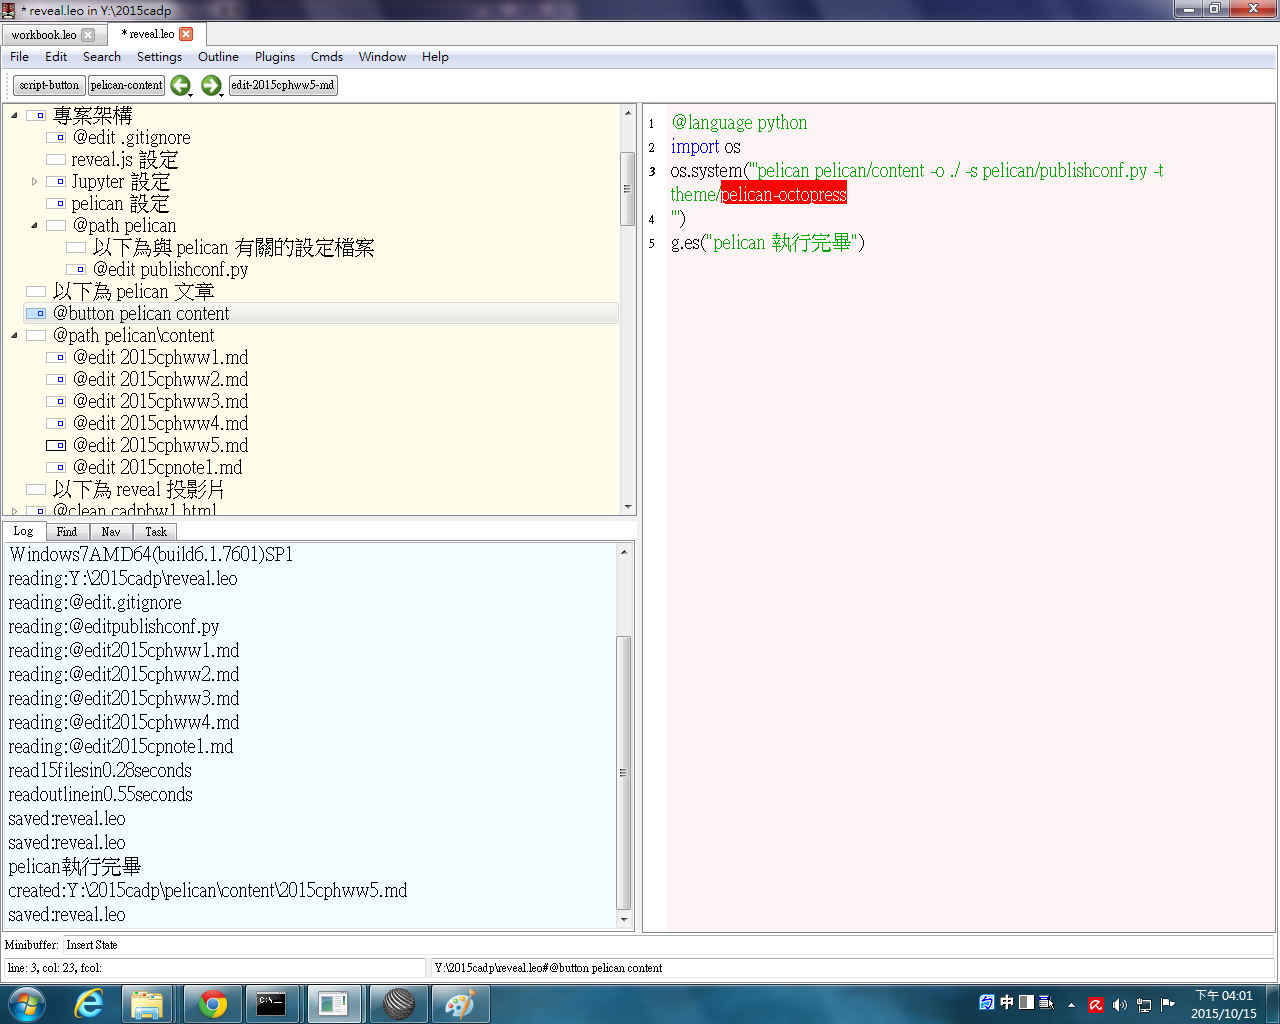 * reveal.leo in Y:\2015cadp
workbook.leo
* reveal.leo
File Edit Search Settings Outline Plugins Cmds Window Help
script-button pelican-content edit-2015cphww5-md
專案架構
@edit .gitignore
reveal.js 設定
Jupyter 設定
pelican 設定
@path pelican
以下為與 pelican 有關的設定檔案
@edit publishconf.py
以下為 pelican 文章
@button pelican content
@path pelican\content
@edit 2015cphww1.md
@edit 2015cphww2.md
@edit 2015cphww3.md
@edit 2015cphww4.md
@edit 2015cphww5.md
@edit 2015cpnote1.md
以下為 reveal 投影片
@clean cadphw1.html
1 @language python
2 import os
3 os.system('''pelican pelican/content -o ./ -s pelican/publishconf.py -t
theme/pelican-octopress
4 ''')
5 g.es("pelican 執行完畢")
Log Find Nav Task
Windows7AMD64(build6.1.7601)SP1
reading:Y:\2015cadp\reveal.leo
reading:@edit.gitignore
reading:@editpublishconf.py
reading:@edit2015cphww1.md
reading:@edit2015cphww2.md
reading:@edit2015cphww3.md
reading:@edit2015cphww4.md
reading:@edit2015cpnote1.md
read15filesin0.28seconds
readoutlinein0.55seconds
saved:reveal.leo
saved:reveal.leo
pelican執行完畢
created:Y:\2015cadp\pelican\content\2015cphww5.md
saved:reveal.leo
Minibuffer: Insert State
line: 3, col: 23, fcol:
Y:\2015cadp\reveal.leo#@button pelican content
C:\_
中
下午 04:01
2015/10/15